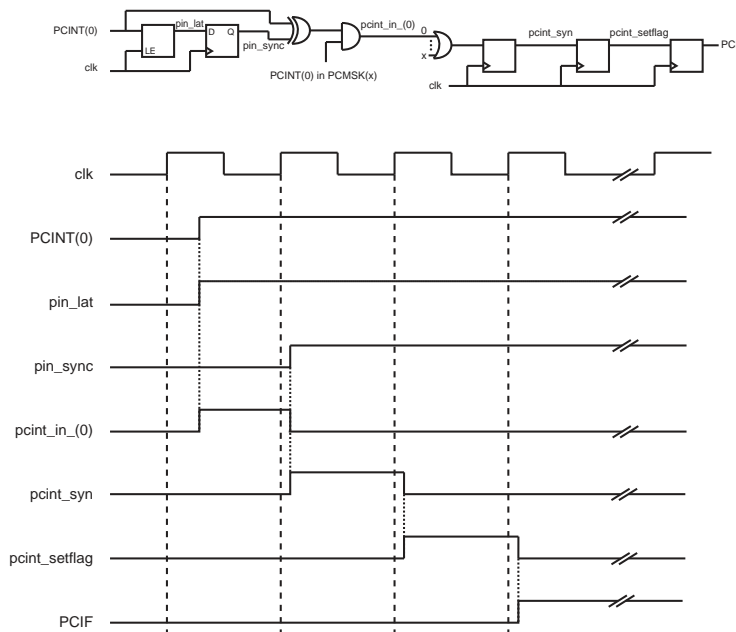 PCINT(0)
pin_lat
D Q
LE
pin_sync
clk
PCINT(0) in PCMSK(x)
pcint_in_(0)
0
x
pcint_syn
pcint_setflag
PC
clk
clk
PCINT(0)
pin_lat
pin_sync
pcint_in_(0)
pcint_syn
pcint_setflag
PCIF